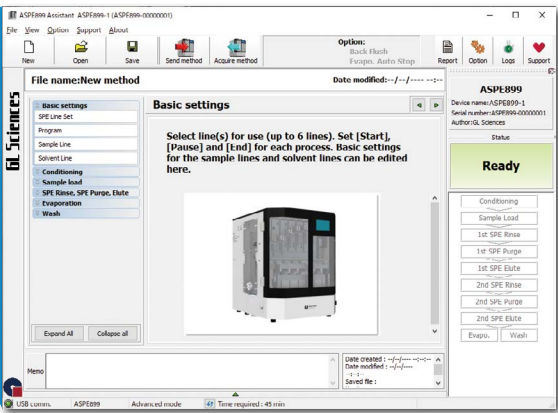 ASPE899 Assistant ASPE899-1 (ASPE899-00000001)
File View Option Support About
New Open Save Send method Acquire method
Option:
Back Flush
Evapo. Auto Stop
Report Option Logs Support
File name:New method
Date modified:--/--/---- --:--
GL Sciences
Basic settings
SPE Line Set
Program
Sample Line
Solvent Line
Conditioning
Sample load
SPE Rinse, SPE Purge, Elute
Evaporation
Wash
Expand All Collapse all
Basic settings
Select line(s) for use (up to 6 lines). Set [Start],
[Pause] and [End] for each process. Basic settings
for the sample lines and solvent lines can be edited
here.
ASPE899
Device name:ASPE899-1
Serial number:ASPE899-00000001
Author:GL Sciences
Status
Ready
Conditioning
Sample Load
1st SPE Rinse
1st SPE Purge
1st SPE Elute
2nd SPE Rinse
2nd SPE Purge
2nd SPE Elute
Evapo. Wash
Memo
Date created : --/--/---- --:--
Date modified : --/--/----
--:--
Saved file :
USB comm. ASPE899 Advanced mode Time required : 45 min